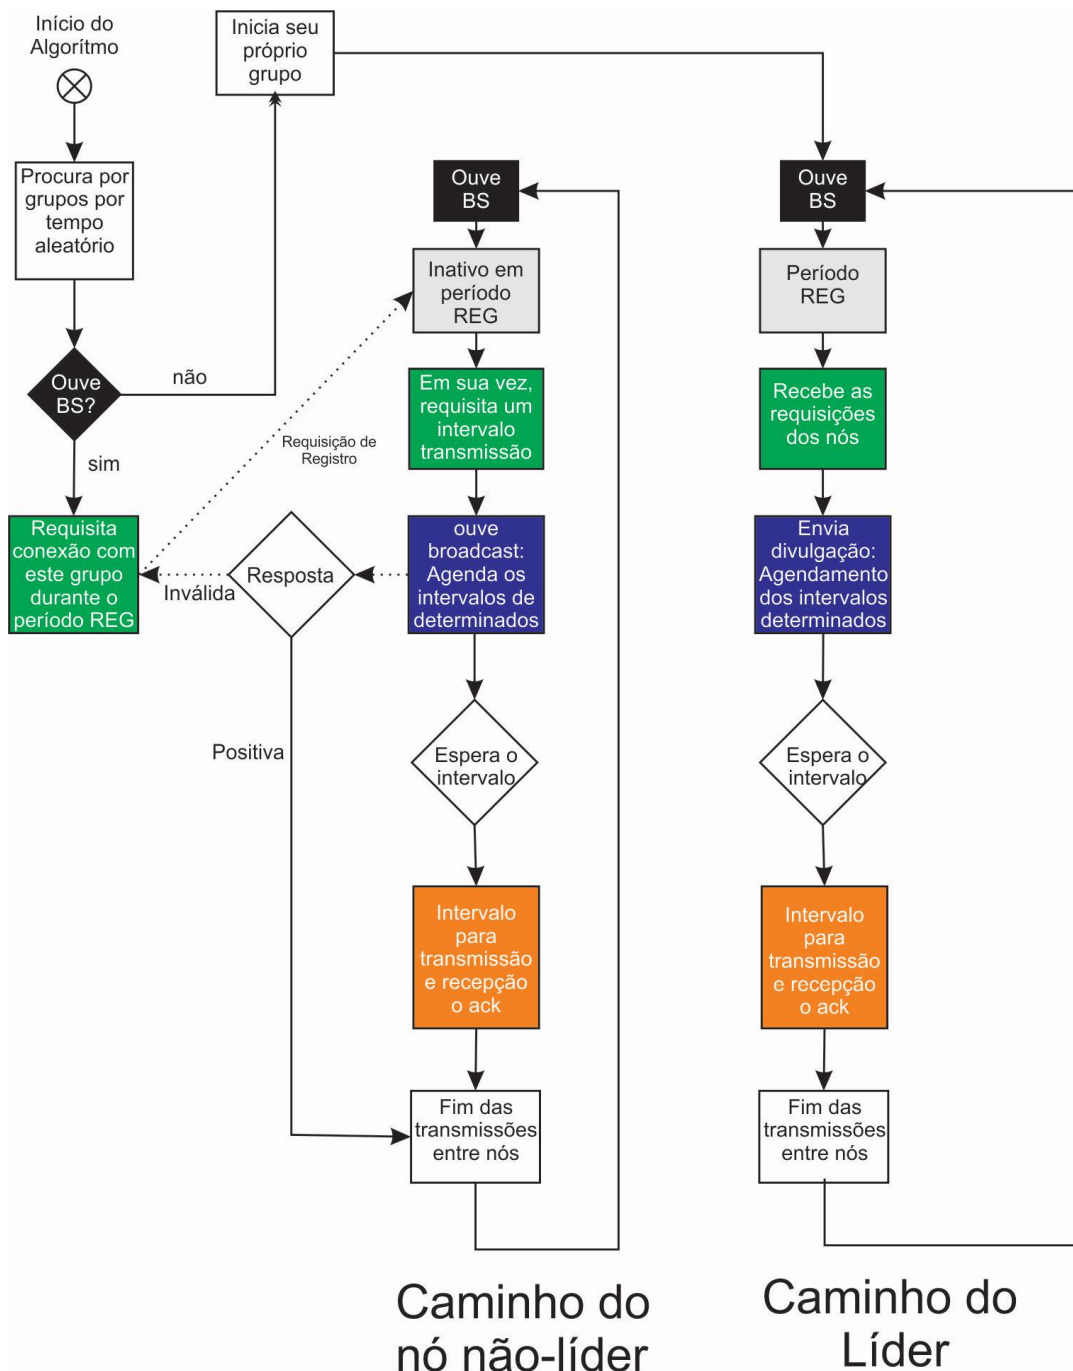 Início do
Algorítmo
Inicia seu
próprio
grupo
Procura por
grupos por
tempo
aleatório
Ouve
BS?
não
sim
Requisita
conexão com
este grupo
durante o
período REG
Requisição de
Registro
Inválida
Resposta
Positiva
Ouve
BS
Inativo em
período
REG
Em sua vez,
requisita um
intervalo
transmissão
ouve
broadcast:
Agenda os
intervalos de
determinados
Espera o
intervalo
Intervalo
para
transmissão
e recepção
o ack
Fim das
transmissões
entre nós
Caminho do
nó não-líder
Ouve
BS
Período
REG
Recebe as
requisições
dos nós
Envia
divulgação:
Agendamento
dos intervalos
determinados
Espera o
intervalo
Intervalo
para
transmissão
e recepção
o ack
Fim das
transmissões
entre nós
Caminho do
Líder